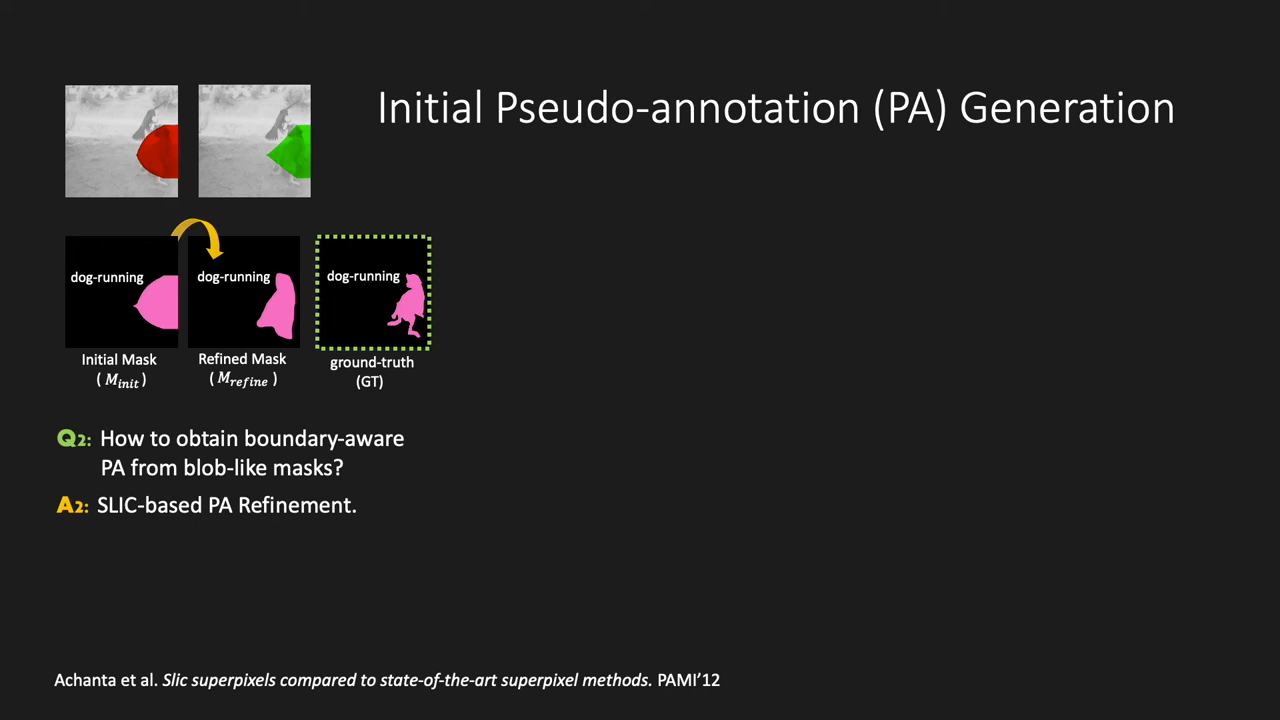 Initial Pseudo-annotation (PA) Generation
dog-running
dog-running
dog-running
Initial Mask
( M_init )
Refined Mask
( M_refine )
ground-truth
(GT)
Q2: How to obtain boundary-aware
PA from blob-like masks?
A2: SLIC-based PA Refinement.
Achanta et al. Slic superpixels compared to state-of-the-art superpixel methods. PAMI'12